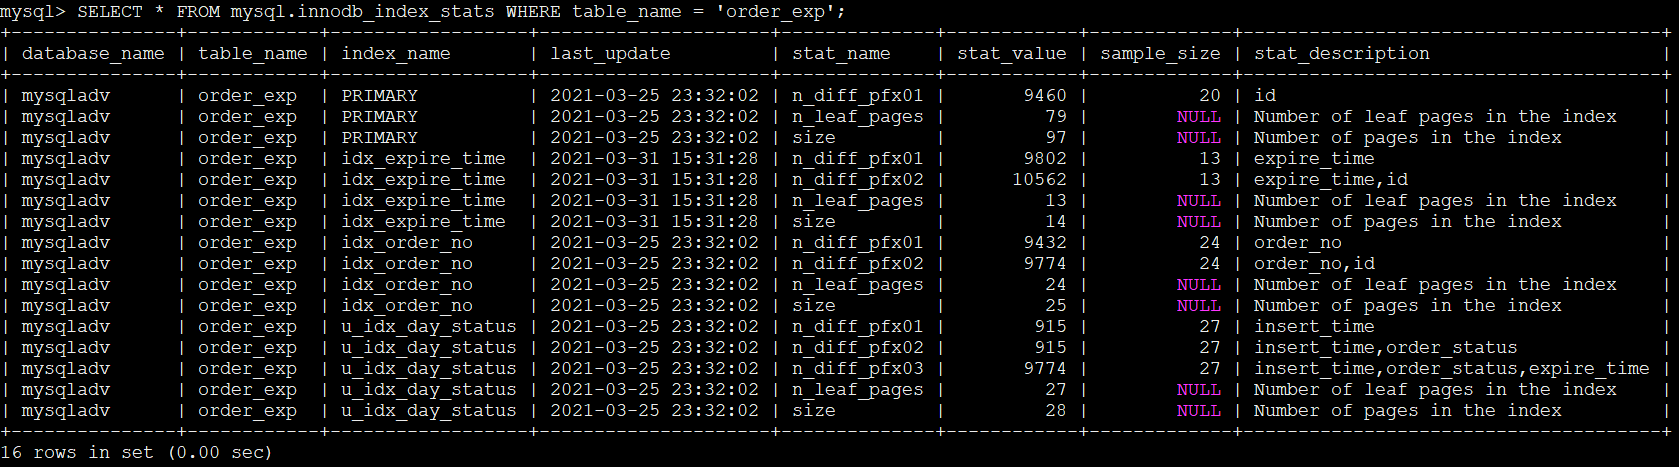 mysql> SELECT * FROM mysql.innodb_index_stats WHERE table_name = 'order_exp';
+---------------+------------+-----------------+---------------------+--------------+------------+-------------+-----------------------------------+
| database_name | table_name | index_name | last_update | stat_name | stat_value | sample_size | stat_description |
+---------------+------------+-----------------+---------------------+--------------+------------+-------------+-----------------------------------+
| mysqladv | order_exp | PRIMARY | 2021-03-25 23:32:02 | n_diff_pfx01 | 9460 | 20 | id |
| mysqladv | order_exp | PRIMARY | 2021-03-25 23:32:02 | n_leaf_pages | 79 | NULL | Number of leaf pages in the index |
| mysqladv | order_exp | PRIMARY | 2021-03-25 23:32:02 | size | 97 | NULL | Number of pages in the index |
| mysqladv | order_exp | idx_expire_time | 2021-03-31 15:31:28 | n_diff_pfx01 | 9802 | 13 | expire_time |
| mysqladv | order_exp | idx_expire_time | 2021-03-31 15:31:28 | n_diff_pfx02 | 10562 | 13 | expire_time,id |
| mysqladv | order_exp | idx_expire_time | 2021-03-31 15:31:28 | n_leaf_pages | 13 | NULL | Number of leaf pages in the index |
| mysqladv | order_exp | idx_expire_time | 2021-03-31 15:31:28 | size | 14 | NULL | Number of pages in the index |
| mysqladv | order_exp | idx_order_no | 2021-03-25 23:32:02 | n_diff_pfx01 | 9432 | 24 | order_no |
| mysqladv | order_exp | idx_order_no | 2021-03-25 23:32:02 | n_diff_pfx02 | 9774 | 24 | order_no,id |
| mysqladv | order_exp | idx_order_no | 2021-03-25 23:32:02 | n_leaf_pages | 24 | NULL | Number of leaf pages in the index |
| mysqladv | order_exp | idx_order_no | 2021-03-25 23:32:02 | size | 25 | NULL | Number of pages in the index |
| mysqladv | order_exp | u_idx_day_status | 2021-03-25 23:32:02 | n_diff_pfx01 | 915 | 27 | insert_time |
| mysqladv | order_exp | u_idx_day_status | 2021-03-25 23:32:02 | n_diff_pfx02 | 915 | 27 | insert_time,order_status |
| mysqladv | order_exp | u_idx_day_status | 2021-03-25 23:32:02 | n_diff_pfx03 | 9774 | 27 | insert_time,order_status,expire_time |
| mysqladv | order_exp | u_idx_day_status | 2021-03-25 23:32:02 | n_leaf_pages | 27 | NULL | Number of leaf pages in the index |
| mysqladv | order_exp | u_idx_day_status | 2021-03-25 23:32:02 | size | 28 | NULL | Number of pages in the index |
+---------------+------------+-----------------+---------------------+--------------+------------+-------------+-----------------------------------+
16 rows in set (0.00 sec)